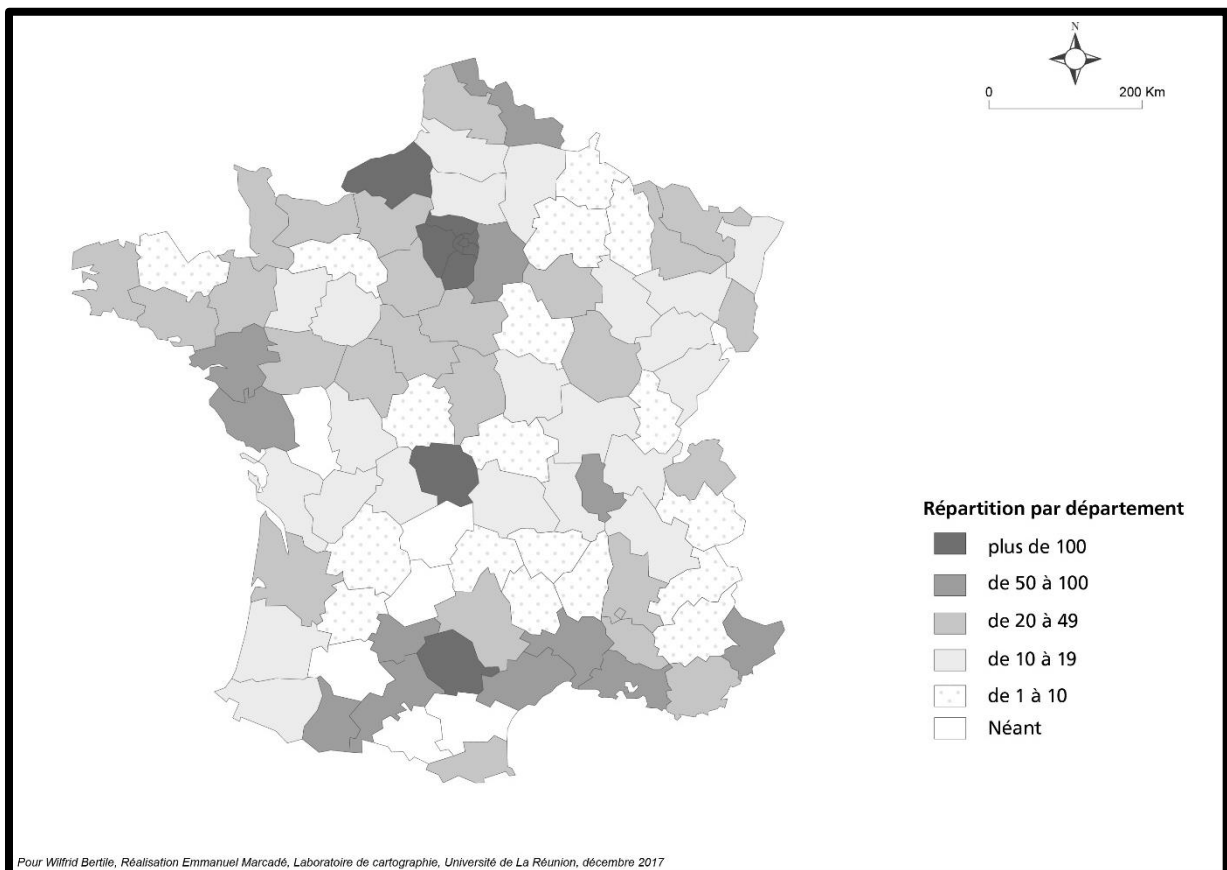 N
0 200 Km
Répartition par département
plus de 100
de 50 à 100
de 20 à 49
de 10 à 19
de 1 à 10
Néant
Pour Wilfrid Bertile, Réalisation Emmanuel Marcadé, Laboratoire de cartographie, Université de La Réunion, décembre 2017